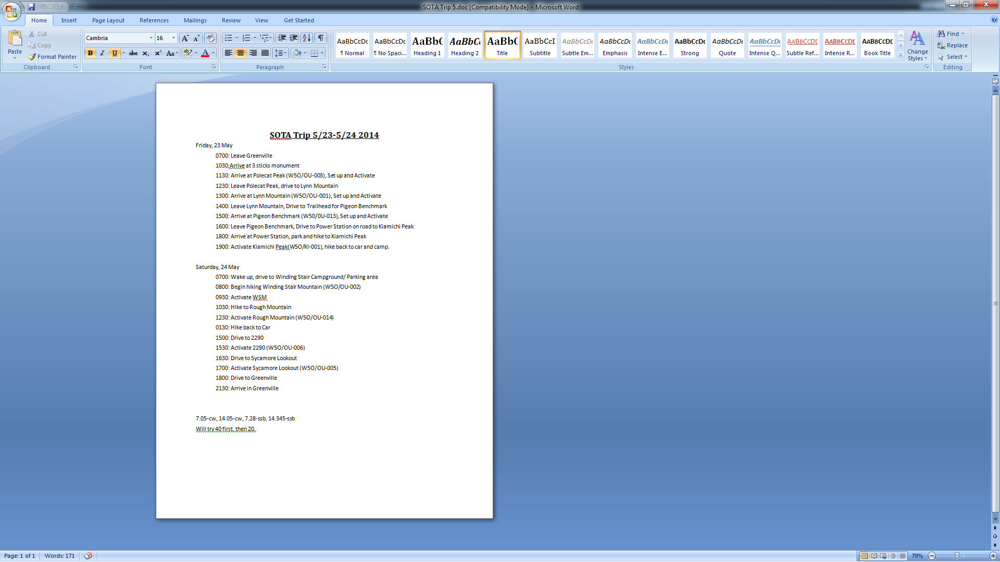 SOTA Trip 5.doc [Compatibility Mode] - Microsoft Word
Home Insert Page Layout References Mailings Review View Get Started
Paste
Cut
Copy
Format Painter
Clipboard
Cambria 16
Font
Paragraph
AaBbCcDc AaBbCcDc AaBbC AaBbCc AaBbC AaBbCcI AaBbCcDc AaBbCcDc AaBbCcDc AaBbCcDc AaBbCcDc AaBbCcDc AABBCCDI AABBCCDI AABBCCDI
¶ Normal ¶ No Spaci... Heading 1 Heading 2 Title Subtitle Subtle Em... Emphasis Intense E... Strong Quote Intense Q... Subtle Ref... Intense R... Book Title
Change Styles
Styles
Find
Replace
Select
Editing
SOTA Trip 5/23-5/24 2014
Friday, 23 May
0700: Leave Greenville
1030:Arrive at 3 sticks monument
1130: Arrive at Polecat Peak (W5O/OU-003), Set up and Activate
1230: Leave Polecat Peak, drive to Lynn Mountain
1300: Arrive at Lynn Mountain (W5O/OU-001), Set up and Activate
1400: Leave Lynn Mountain, Drive to Trailhead for Pigeon Benchmark
1500: Arrive at Pigeon Benchmark (W50/0U-013), Set up and Activate
1600: Leave Pigeon Benchmark, Drive to Power Station on road to Kiamichi Peak
1800: Arrive at Power Station, park and hike to Kiamichi Peak
1900: Activate Kiamichi Peak(W5O/KI-001), hike back to car and camp.
Saturday, 24 May
0700: Wake up, drive to Winding Stair Campground/ Parking area
0800: Begin hiking Winding Stair Mountain (W5O/OU-002)
0930: Activate WSM
1030: Hike to Rough Mountain
1230: Activate Rough Mountain (W5O/OU-014)
0130: Hike back to Car
1500: Drive to 2290
1530: Activate 2290 (W5O/OU-006)
1630: Drive to Sycamore Lookout
1700: Activate Sycamore Lookout (W5O/OU-005)
1800: Drive to Greenville
2130: Arrive in Greenville
7.05-cw, 14.05-cw, 7.28-ssb, 14.345-ssb
Will try 40 first, then 20.
Page: 1 of 1 Words: 171 79%